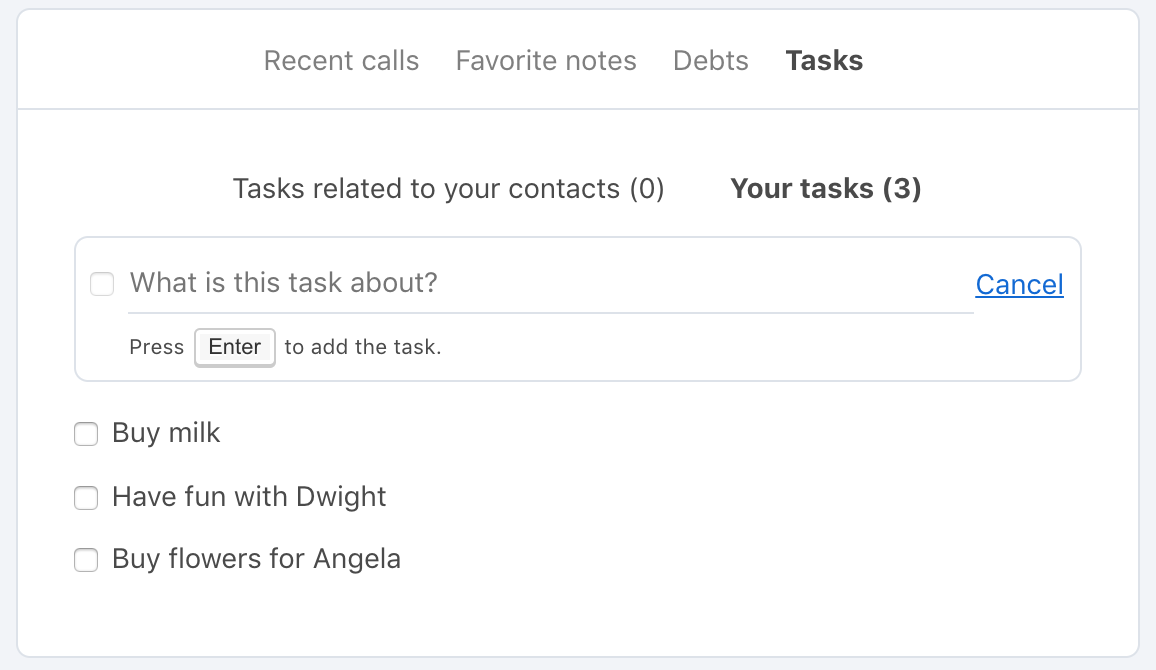 Recent calls Favorite notes Debts Tasks
Tasks related to your contacts (0) Your tasks (3)
What is this task about? Cancel
Press Enter to add the task.
Buy milk
Have fun with Dwight
Buy flowers for Angela